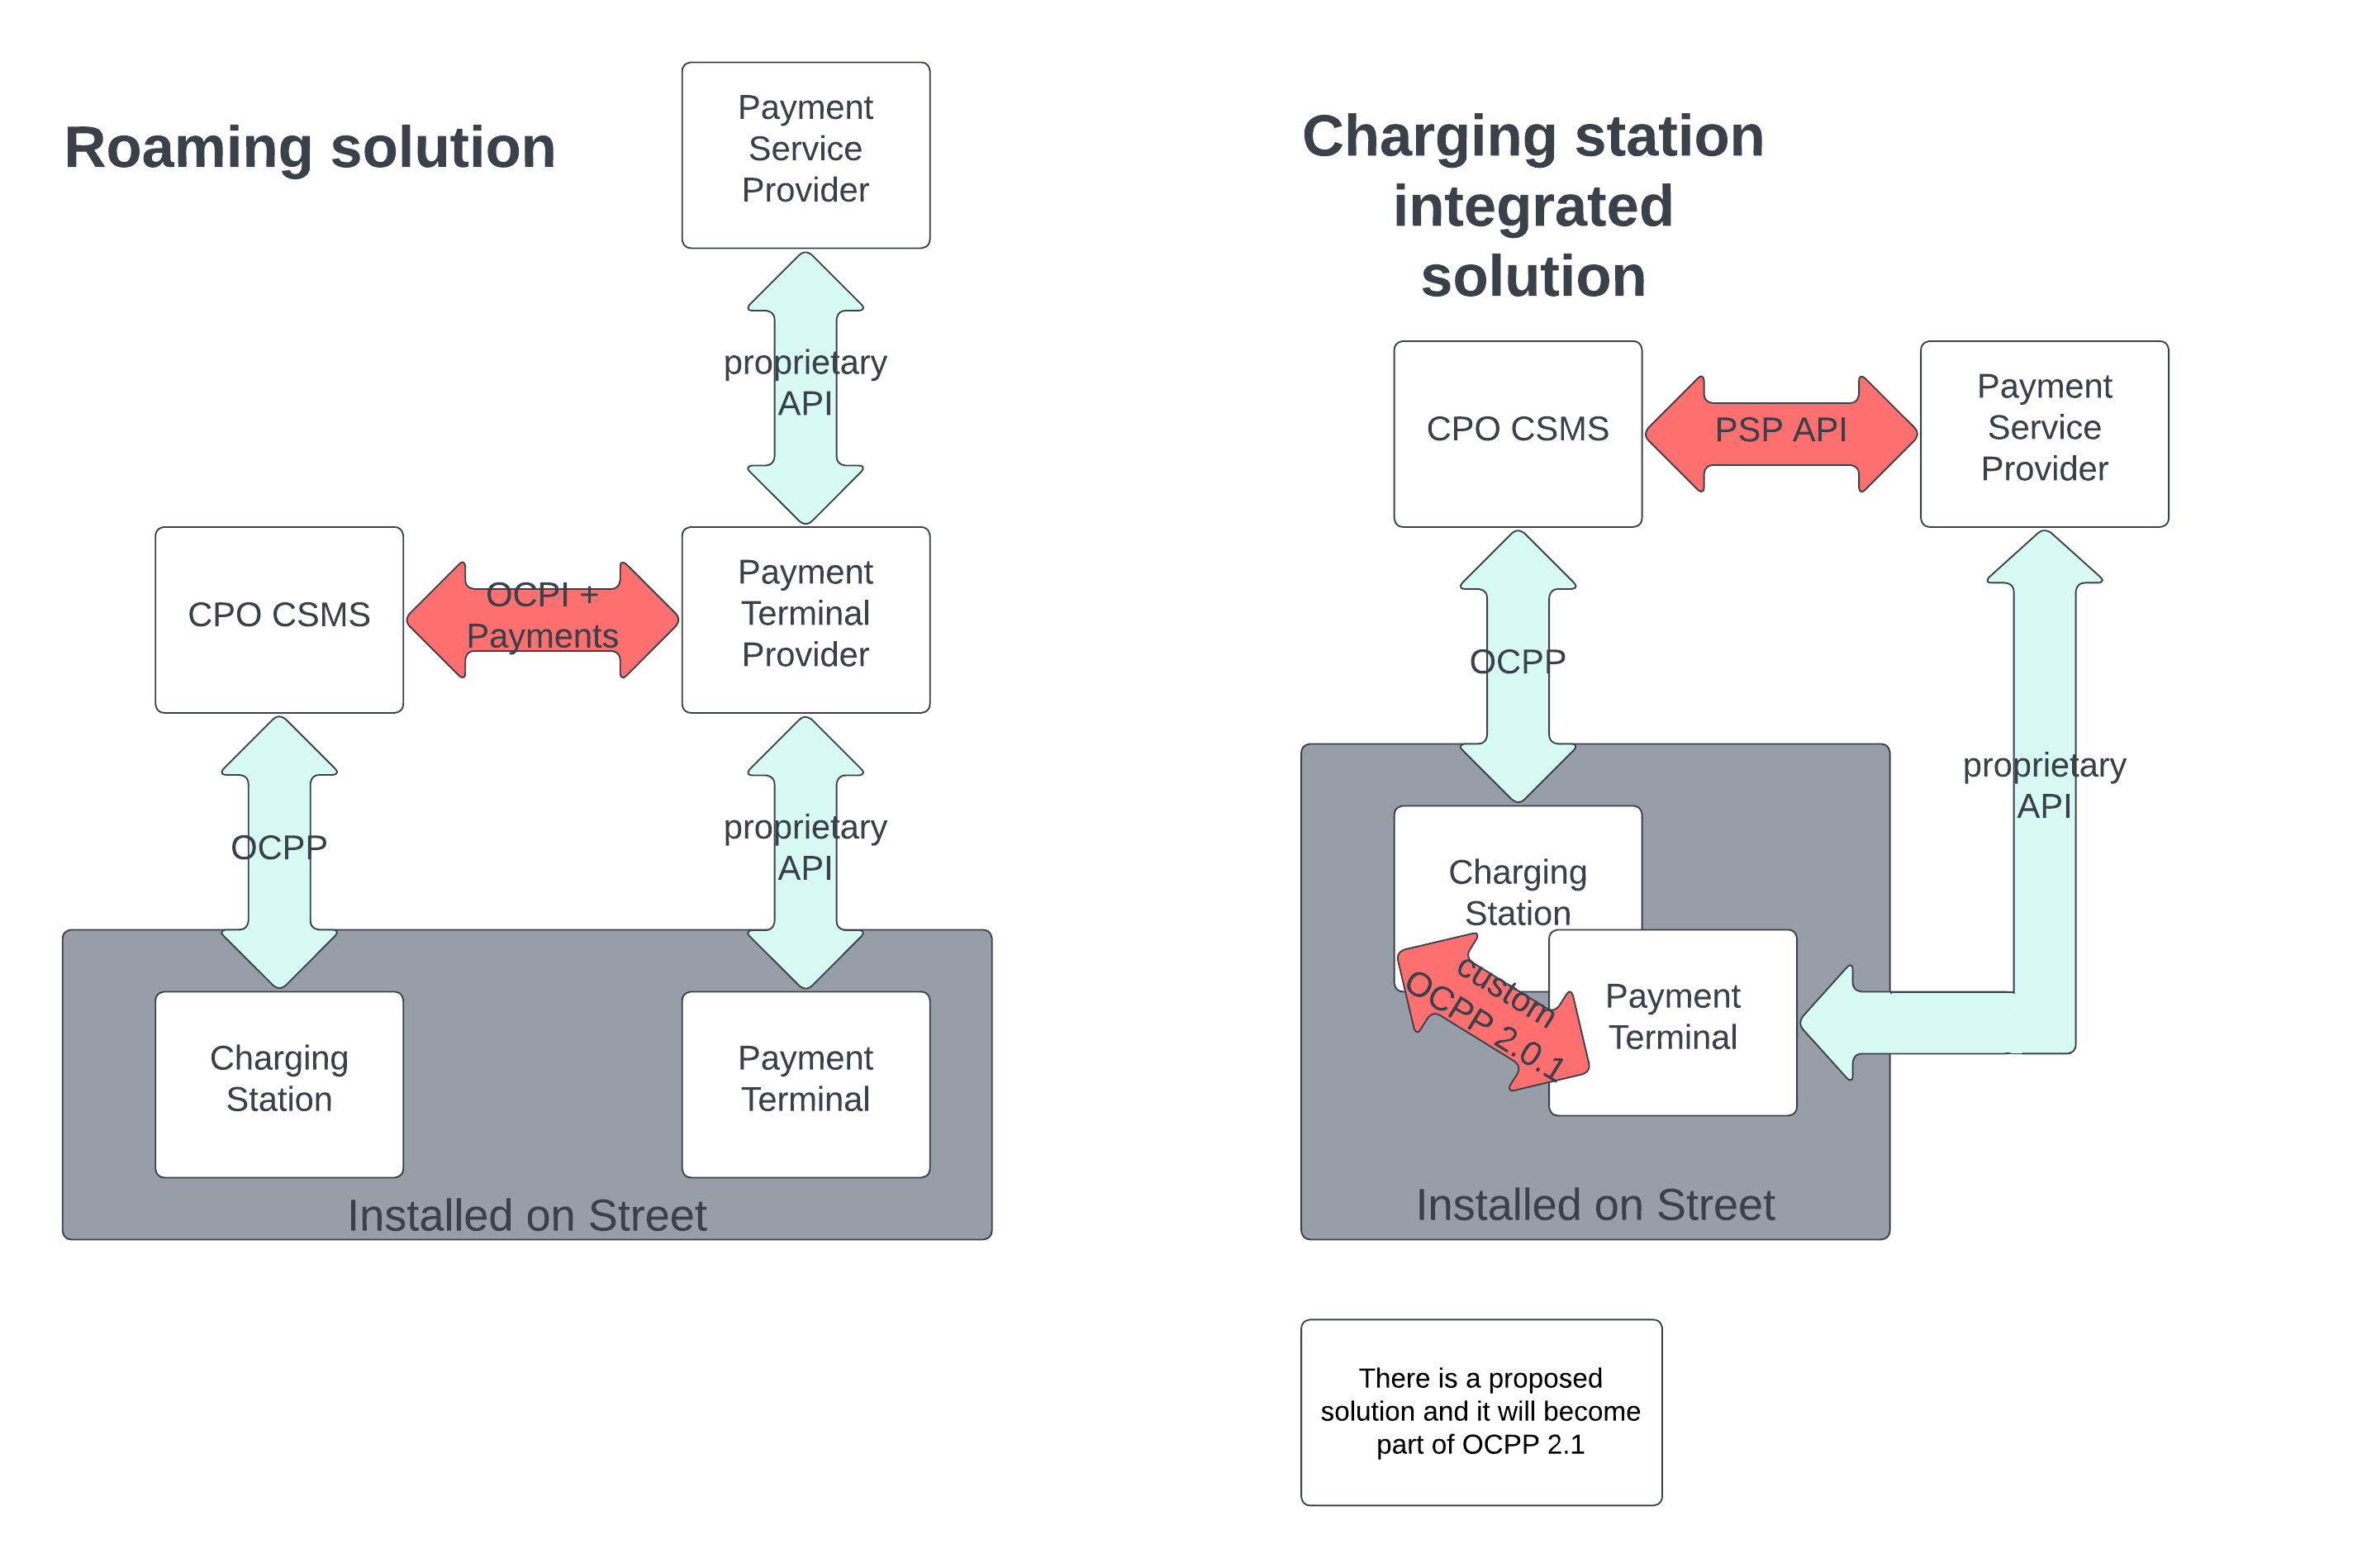 Roaming solution
Payment
Service
Provider
proprietary
API
CPO CSMS
OCPI +
Payments
Payment
Terminal
Provider
OCPP
proprietary
API
Charging
Station
Payment
Terminal
Installed on Street
Charging station
integrated
solution
CPO CSMS
PSP API
Payment
Service
Provider
OCPP
proprietary
API
Charging
Station
custom
OCPP 2.0.1
Payment
Terminal
Installed on Street
There is a proposed
solution and it will become
part of OCPP 2.1